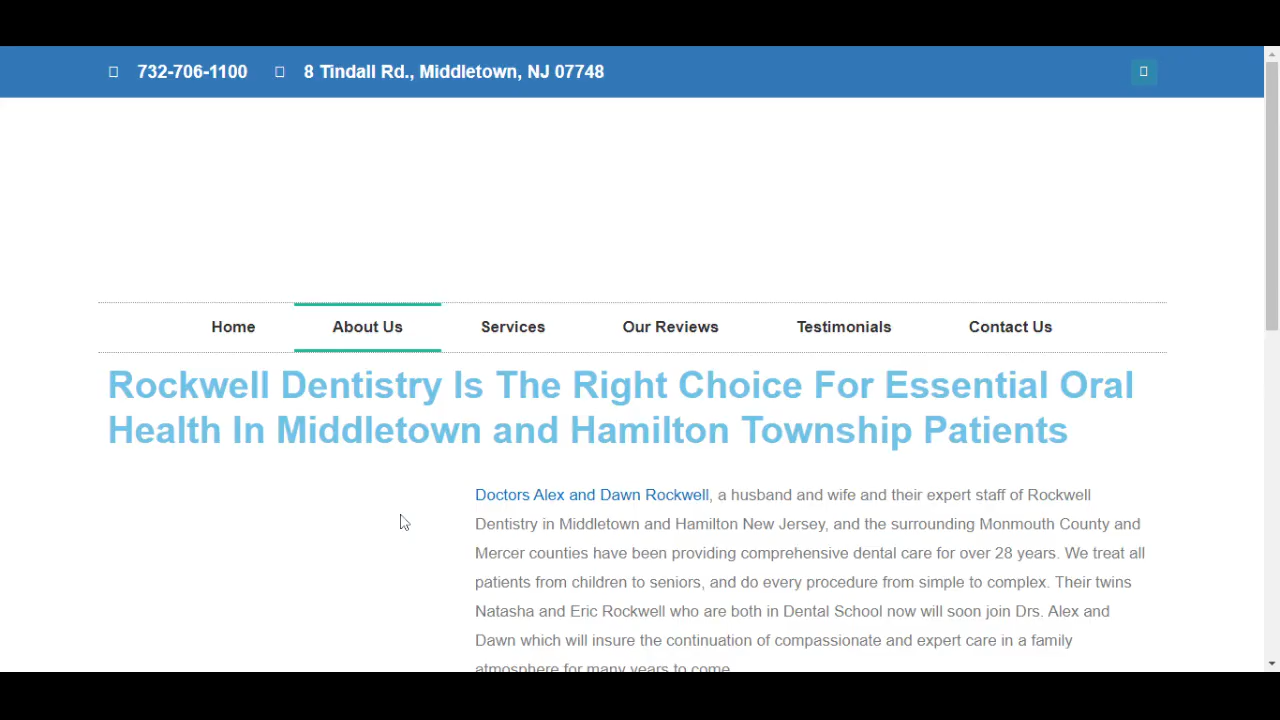 732-706-1100 8 Tindall Rd., Middletown, NJ 07748
Home About Us Services Our Reviews Testimonials Contact Us
Rockwell Dentistry Is The Right Choice For Essential Oral
Health In Middletown and Hamilton Township Patients
Doctors Alex and Dawn Rockwell, a husband and wife and their expert staff of Rockwell
Dentistry in Middletown and Hamilton New Jersey, and the surrounding Monmouth County and
Mercer counties have been providing comprehensive dental care for over 28 years. We treat all
patients from children to seniors, and do every procedure from simple to complex. Their twins
Natasha and Eric Rockwell who are both in Dental School now will soon join Drs. Alex and
Dawn which will insure the continuation of compassionate and expert care in a family
atmosphere for many years to come.